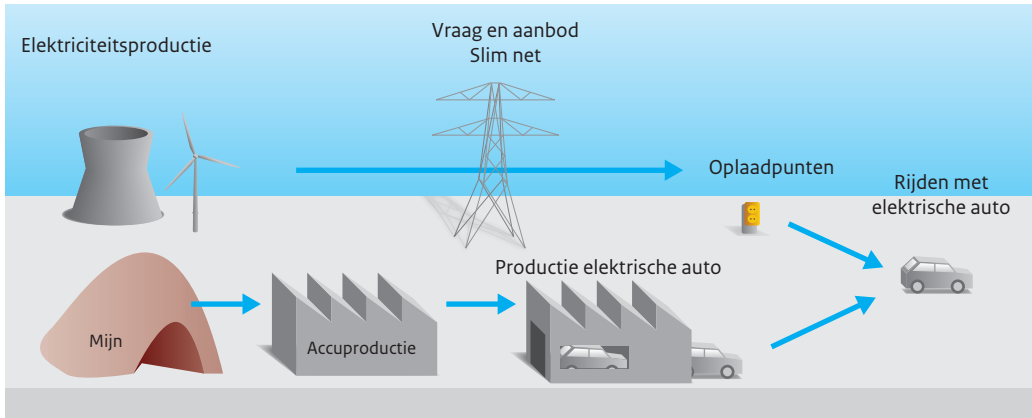 Elektriciteitsproductie
Vraag en aanbod
Slim net
Oplaadpunten
Rijden met
elektrische auto
Productie elektrische auto
Mijn
Accuproductie